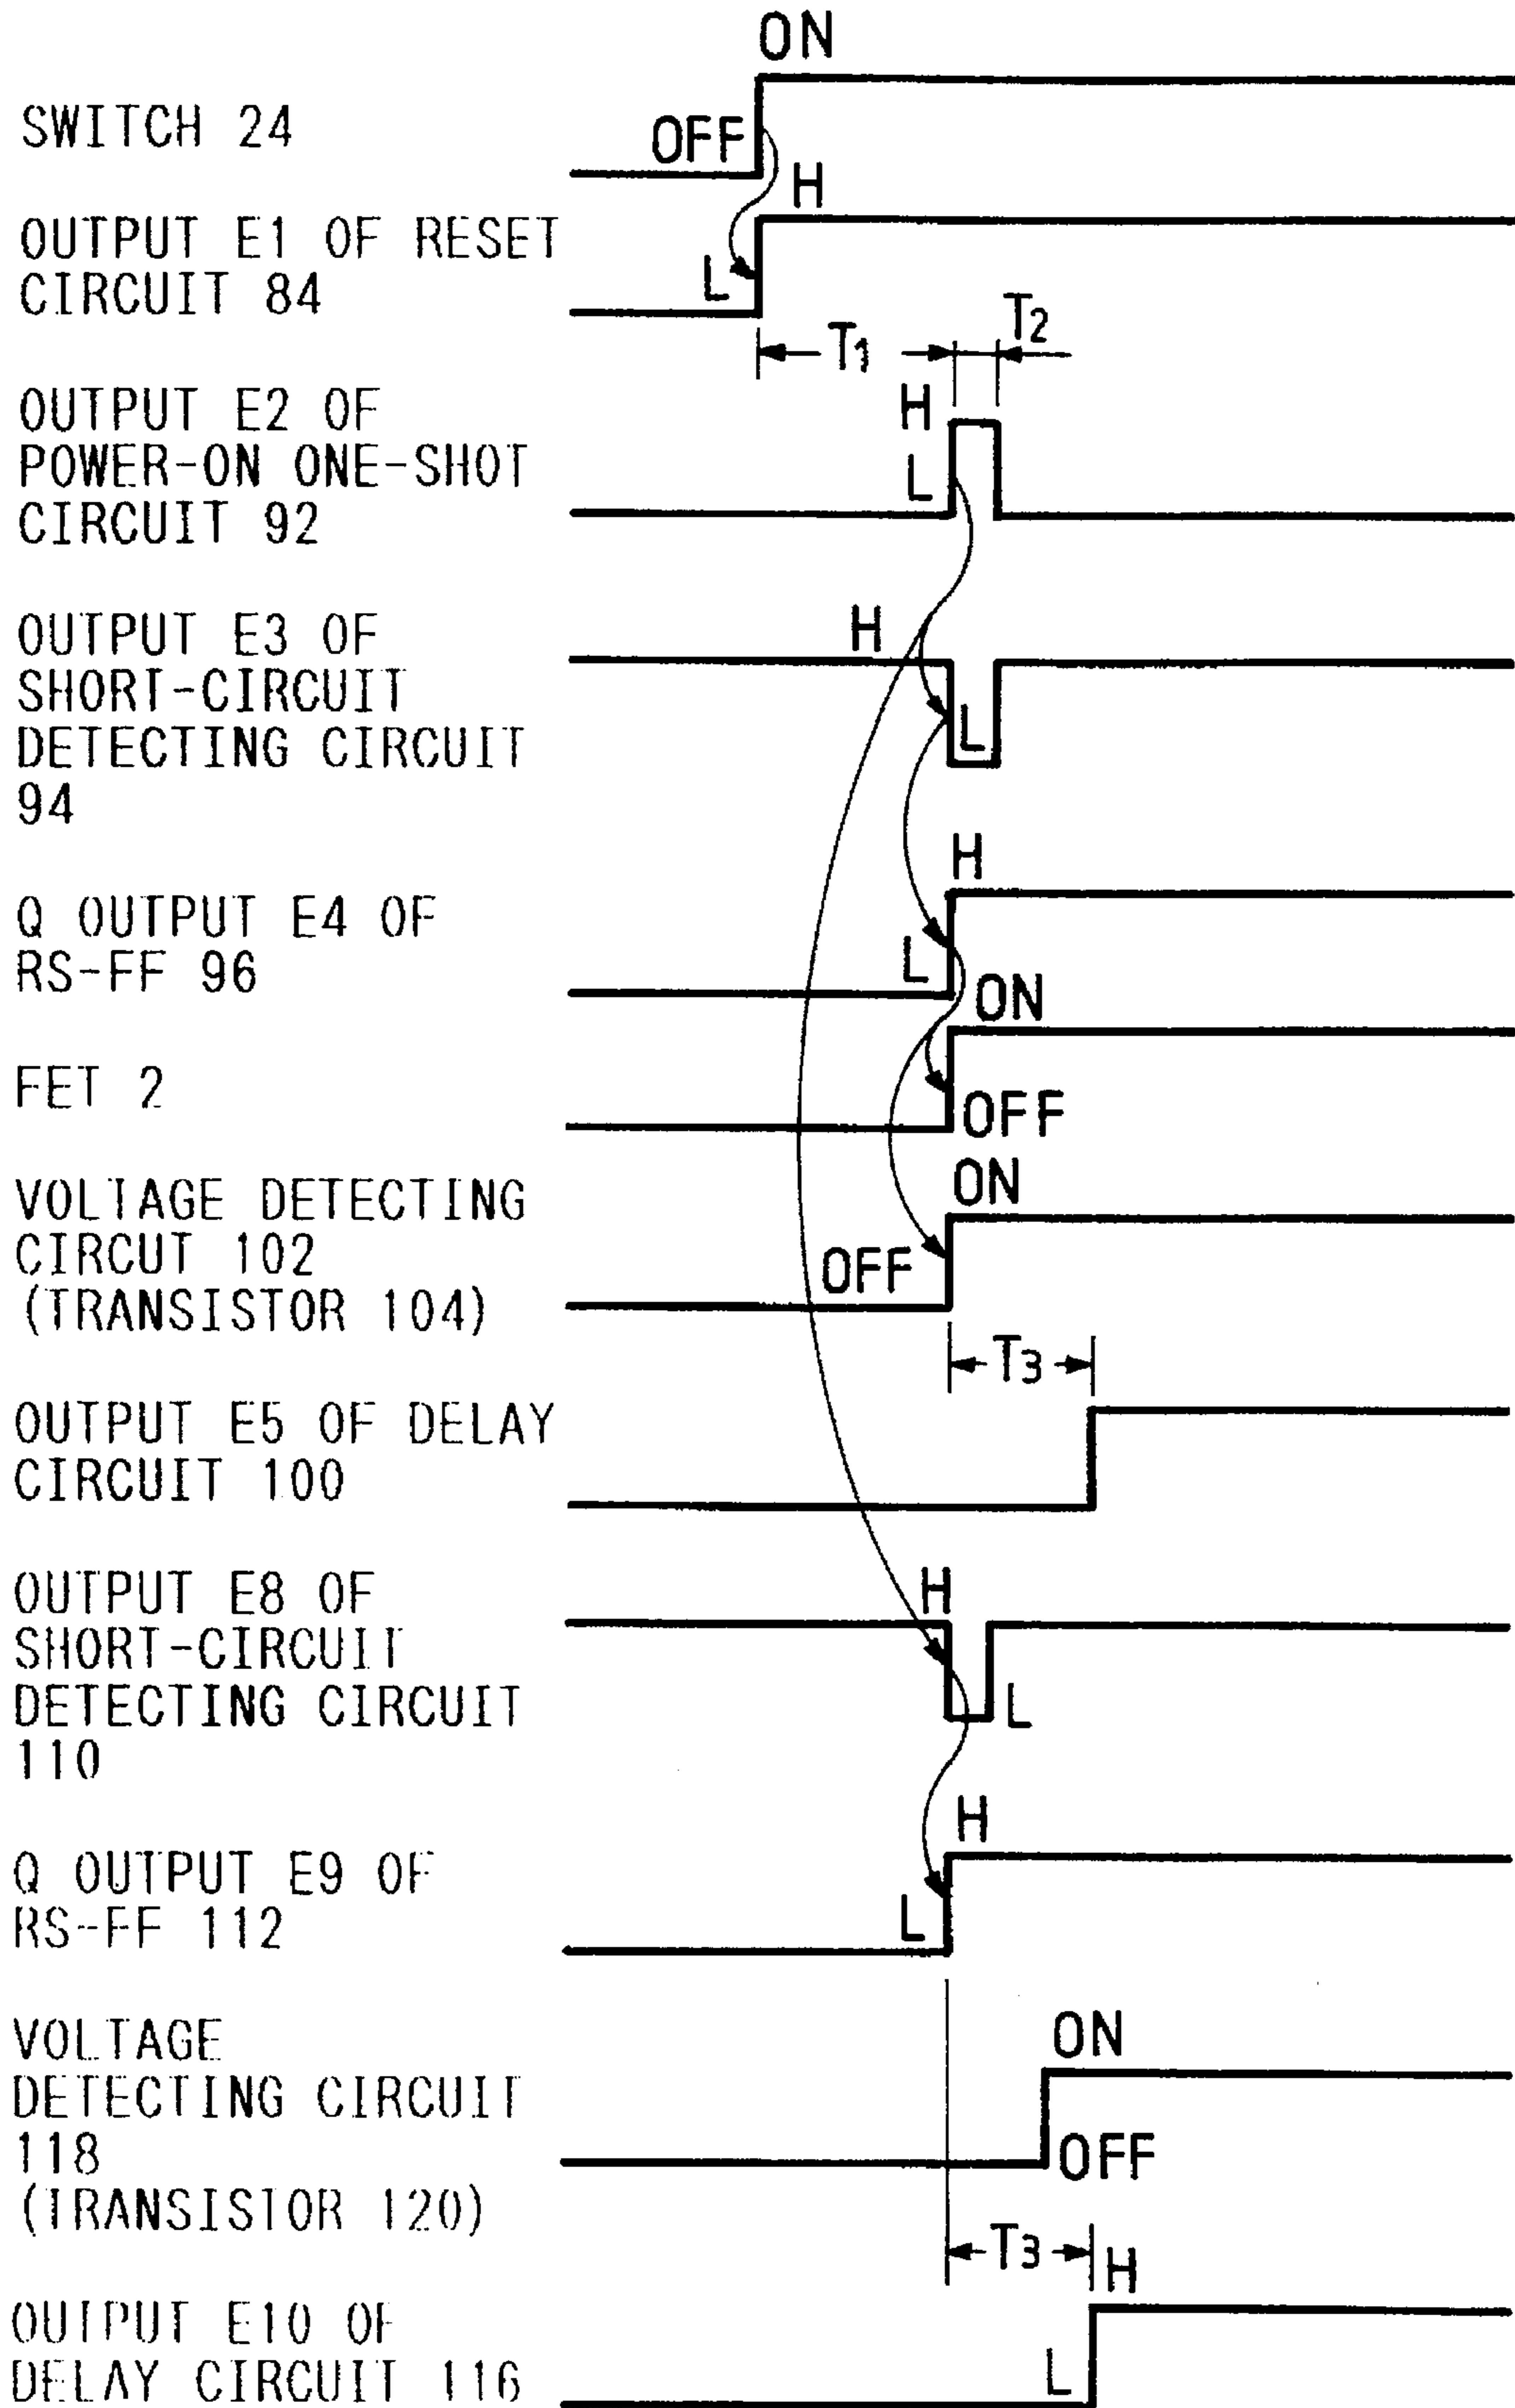 ON
SWITCH 24
OFF
H
OUTPUT E1 OF RESET
CIRCUIT 84
L
T1
T2
OUTPUT E2 OF
POWER-ON ONE-SHOT
CIRCUIT 92
H
L
OUTPUT E3 OF
SHORT-CIRCUIT
DETECTING CIRCUIT
94
H
L
Q OUTPUT E4 OF
RS-FF 96
H
L
FET 2
ON
OFF
VOLTAGE DETECTING
CIRCUT 102
(TRANSISTOR 104)
ON
OFF
T3
OUTPUT E5 OF DELAY
CIRCUIT 100
OUTPUT E8 OF
SHORT-CIRCUIT
DETECTING CIRCUIT
110
H
L
Q OUTPUT E9 OF
RS-FF 112
H
L
VOLTAGE
DETECTING CIRCUIT
118
(TRANSISTOR 120)
ON
OFF
T3
H
OUTPUT E10 OF
DELAY CIRCUIT 116
L